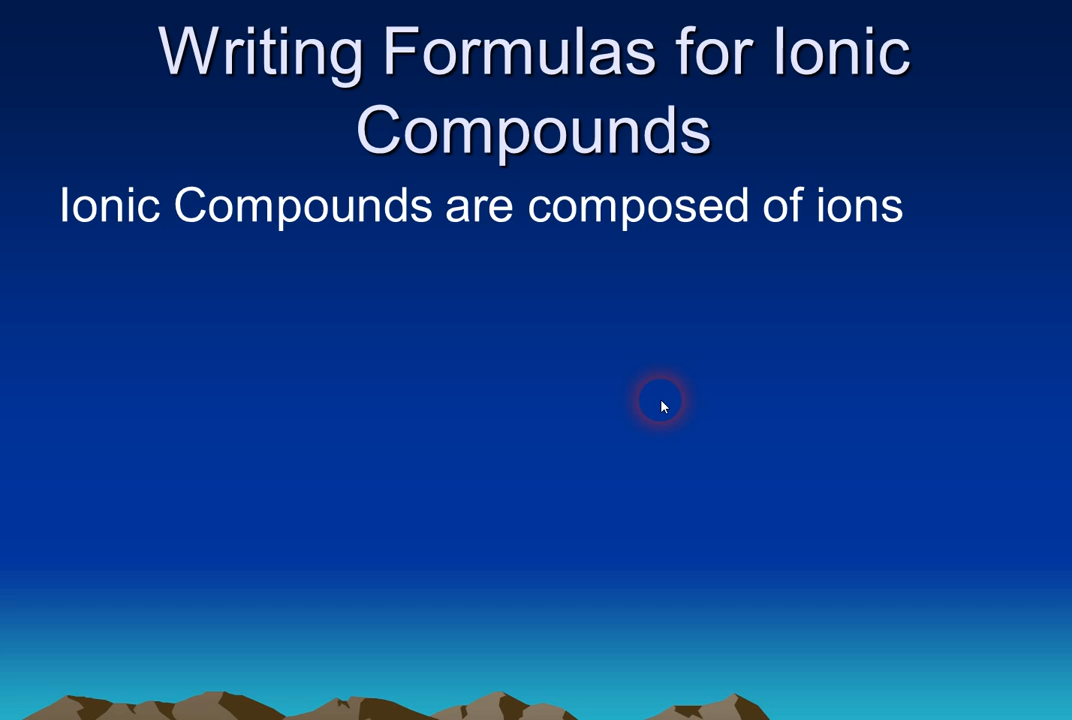 Writing Formulas for Ionic
Compounds
Ionic Compounds are composed of ions